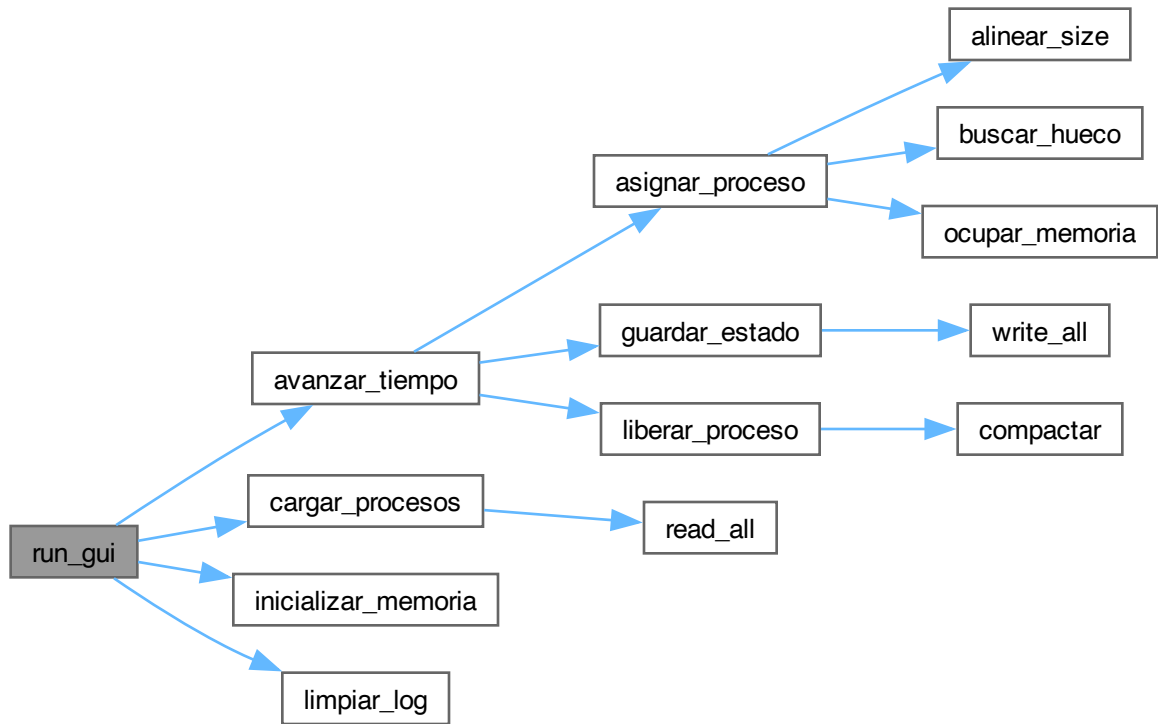 alinear_size
buscar_hueco
asignar_proceso
ocupar_memoria
guardar_estado
write_all
avanzar_tiempo
liberar_proceso
compactar
cargar_procesos
read_all
run_gui
inicializar_memoria
limpiar_log